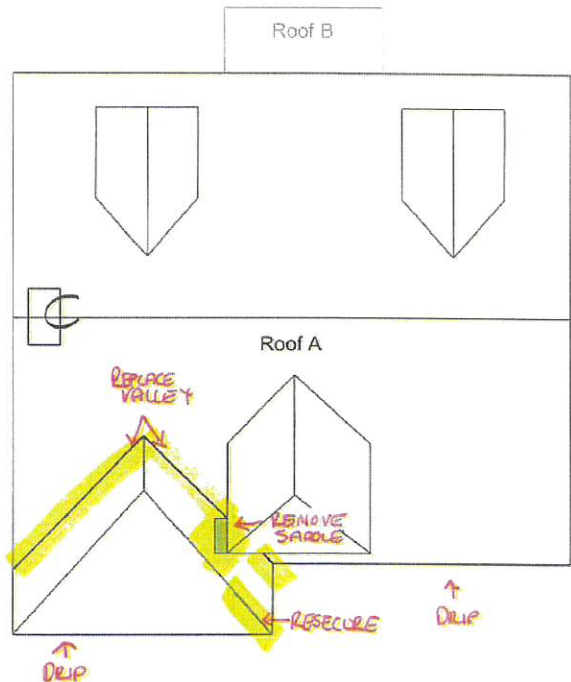 Roof B
C
Roof A
REPLACE
VALLEY
REMOVE
SADDLE
RESECURE
DRIP
DRIP